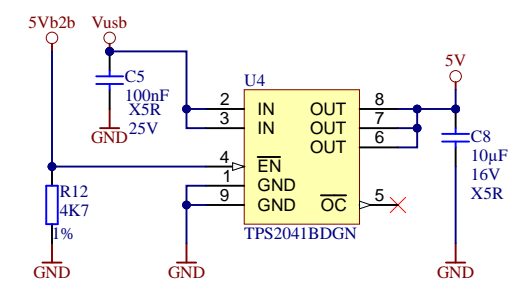 5Vb2b
Vusb
5V
U4
C5
100nF
X5R
25V
GND
2
IN
OUT
8
3
IN
OUT
7
OUT
6
C8
10µF
16V
X5R
4
EN
1
GND
9
GND
OC
5
R12
4K7
1%
TPS2041BDGN
GND
GND
GND